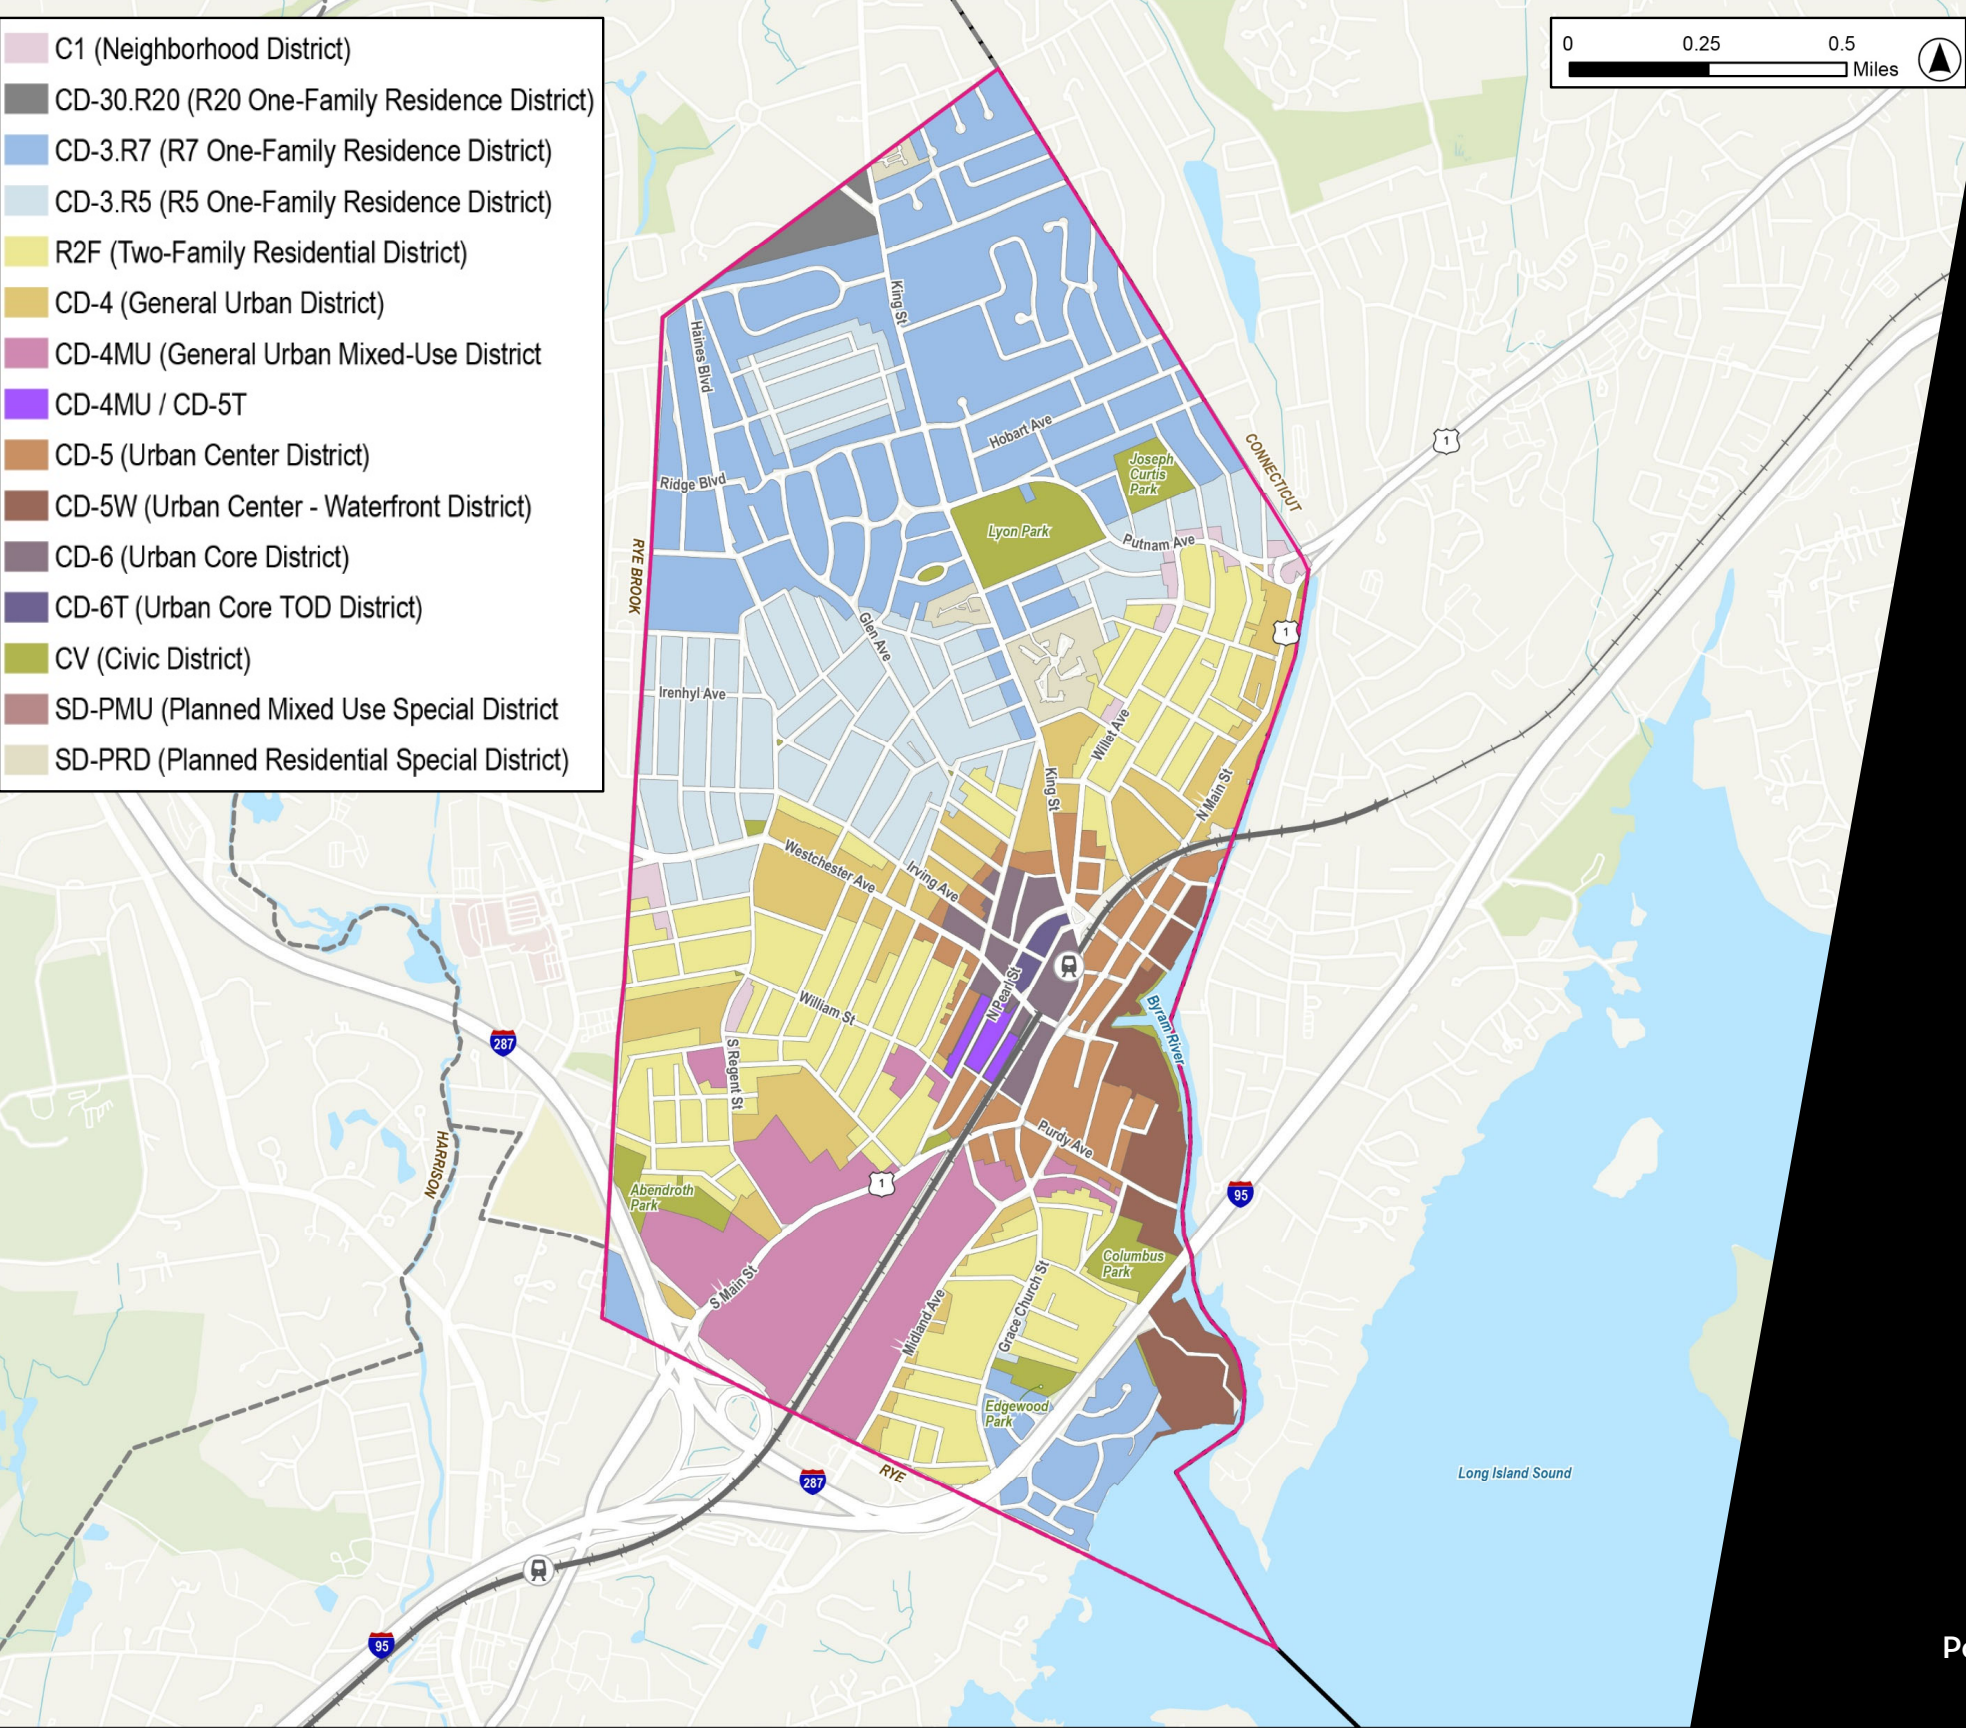 C1 (Neighborhood District)
CD-30.R20 (R20 One-Family Residence District)
CD-3.R7 (R7 One-Family Residence District)
CD-3.R5 (R5 One-Family Residence District)
R2F (Two-Family Residential District)
CD-4 (General Urban District)
CD-4MU (General Urban Mixed-Use District
CD-4MU / CD-5T
CD-5 (Urban Center District)
CD-5W (Urban Center - Waterfront District)
CD-6 (Urban Core District)
CD-6T (Urban Core TOD District)
CV (Civic District)
SD-PMU (Planned Mixed Use Special District
SD-PRD (Planned Residential Special District)
0 0.25 0.5
Miles
King St
Haines Blvd
Hobart Ave
CONNECTICUT
1
Joseph
Curtis
Park
Ridge Blvd
Lyon Park
Putnam Ave
RYE BROOK
Glen Ave
1
Irenhyl Ave
Willet Ave
King St
N Main St
Westchester Ave
Irving Ave
N Pearl St
William St
Byram River
287
S Regent St
Purdy Ave
HARRISON
Abendroth
Park
1
95
Columbus
Park
S Main St
Grace Church St
Midland Ave
Edgewood
Park
RYE
287
Long Island Sound
95